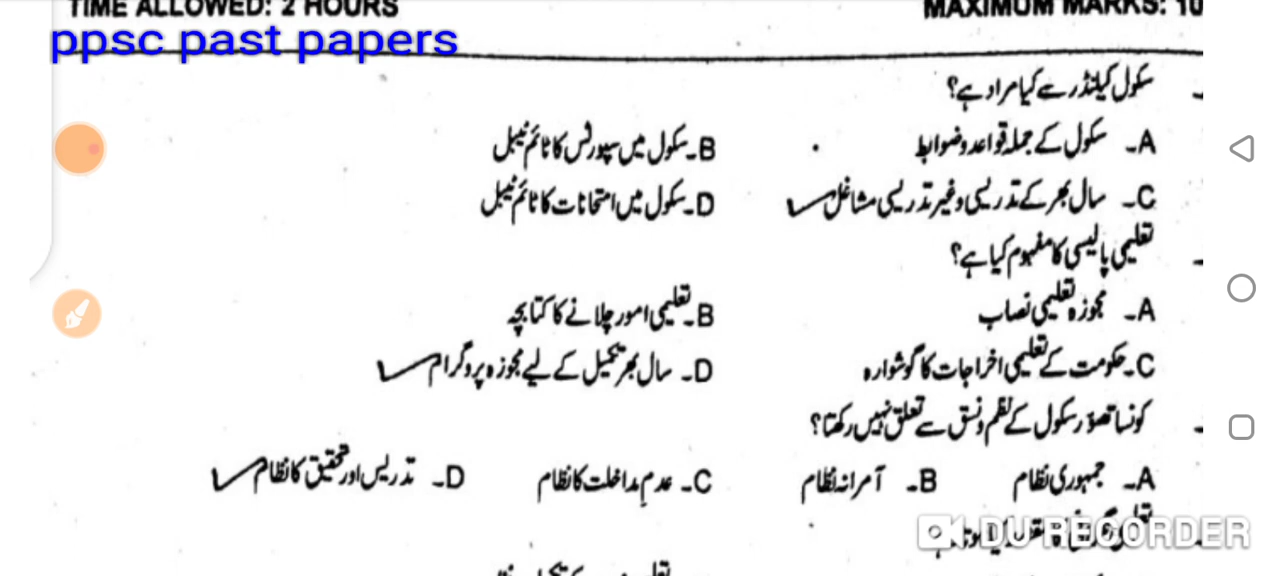 TIME ALLOWED: 2 HOURS MAXIMUM MARKS: 10
ppsc past papers
سکول کیلنڈر سے کیا مراد ہے؟
A۔ سکول کے جملہ قواعد و ضوابط B۔ سکول میں سپورٹس کا ٹائم ٹیبل
C۔ سال بھر کے تدریسی و غیر تدریسی مشاغل D۔ سکول میں امتحانات کا ٹائم ٹیبل
تعلیمی پالیسی کا مفہوم کیا ہے؟
A۔ مجوزہ تعلیمی نصاب B۔ تعلیمی امور چلانے کا کتابچہ
C۔ حکومت کے تعلیمی اخراجات کا گوشوارہ D۔ سال بھر تکمیل کے لیے مجوزہ پروگرام
کونسا تصور سکول کے نظم و نسق سے تعلق نہیں رکھتا؟
A۔ جمہوری نظام B۔ آمرانہ نظام C۔ عدم مداخلت کا نظام D۔ تدریس اور تحقیق کا نظام
DU RECORDER